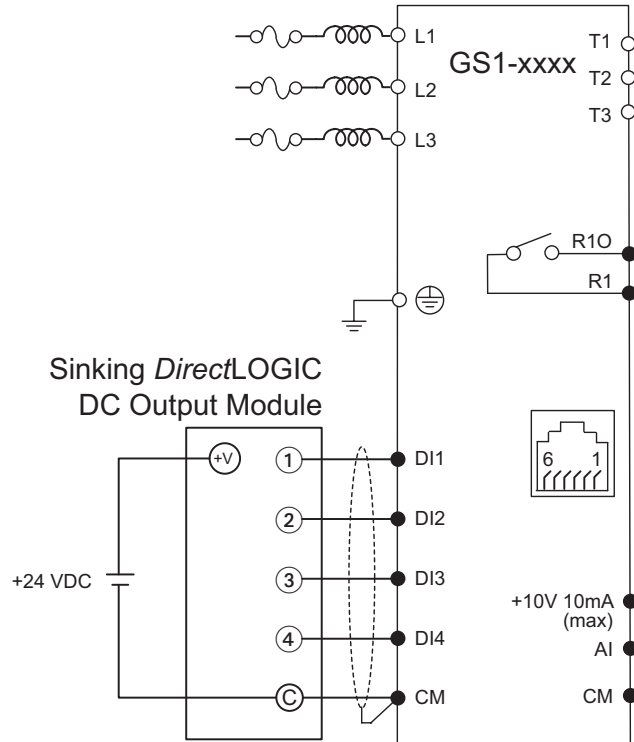 L1
GS1-xxxx
T1
L2
T2
L3
T3
R1O
R1
Sinking DirectLOGIC
DC Output Module
+V
1
DI1
6 1
2
DI2
+24 VDC
3
DI3
+10V 10mA
(max)
4
DI4
AI
C
CM
CM